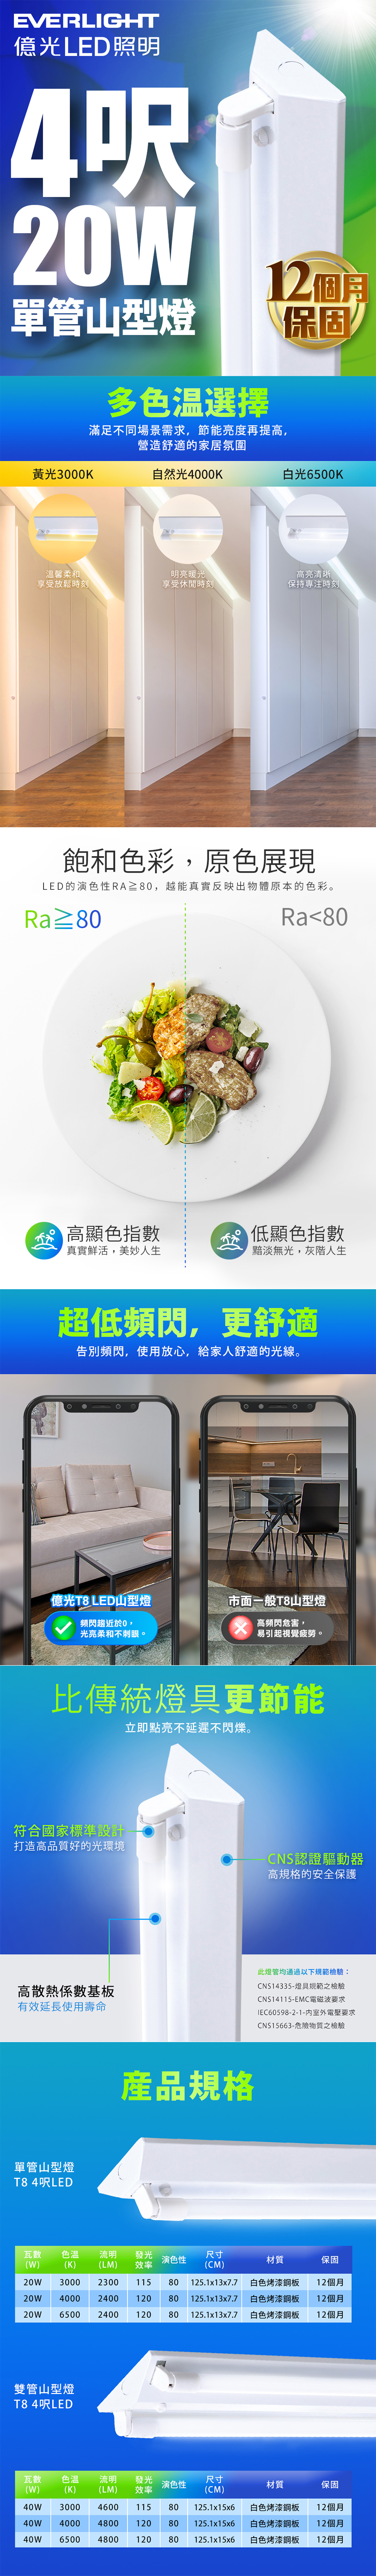 EVERLIGHT
億光LED照明
4呎
20W
單管山型燈
12個月
保固
多色溫選擇
滿足不同場景需求，節能亮度再提高，
營造舒適的家居氛圍
黃光3000K
自然光4000K
白光6500K
溫馨柔和
享受放鬆時刻
明亮暖光
享受休閒時刻
高亮清晰
保持專注時刻
飽和色彩，原色展現
LED的演色性RA≧80，越能真實反映出物體原本的色彩。
Ra≧80
Ra<80
高顯色指數
真實鮮活，美妙人生
低顯色指數
黯淡無光，灰階人生
超低頻閃，更舒適
告別頻閃，使用放心，給家人舒適的光線。
億光T8 LED山型燈
頻閃趨近於0，
光亮柔和不刺眼。
市面一般T8山型燈
高頻閃危害，
易引起視覺疲勞。
比傳統燈具更節能
立即點亮不延遲不閃爍。
符合國家標準設計
打造高品質好的光環境
CNS認證驅動器
高規格的安全保護
高散熱係數基板
有效延長使用壽命
此燈管均通過以下規範檢驗：
CNS14335-燈具規範之檢驗
CNS14115-EMC電磁波要求
IEC60598-2-1-內室外電壓要求
CNS15663-危險物質之檢驗
產品規格
單管山型燈
T8 4呎LED
瓦數(W) 色溫(K) 流明(LM) 發光效率 演色性 尺寸(CM) 材質 保固
20W 3000 2300 115 80 125.1x13x7.7 白色烤漆鋼板 12個月
20W 4000 2400 120 80 125.1x13x7.7 白色烤漆鋼板 12個月
20W 6500 2400 120 80 125.1x13x7.7 白色烤漆鋼板 12個月
雙管山型燈
T8 4呎LED
瓦數(W) 色溫(K) 流明(LM) 發光效率 演色性 尺寸(CM) 材質 保固
40W 3000 4600 115 80 125.1x15x6 白色烤漆鋼板 12個月
40W 4000 4800 120 80 125.1x15x6 白色烤漆鋼板 12個月
40W 6500 4800 120 80 125.1x15x6 白色烤漆鋼板 12個月